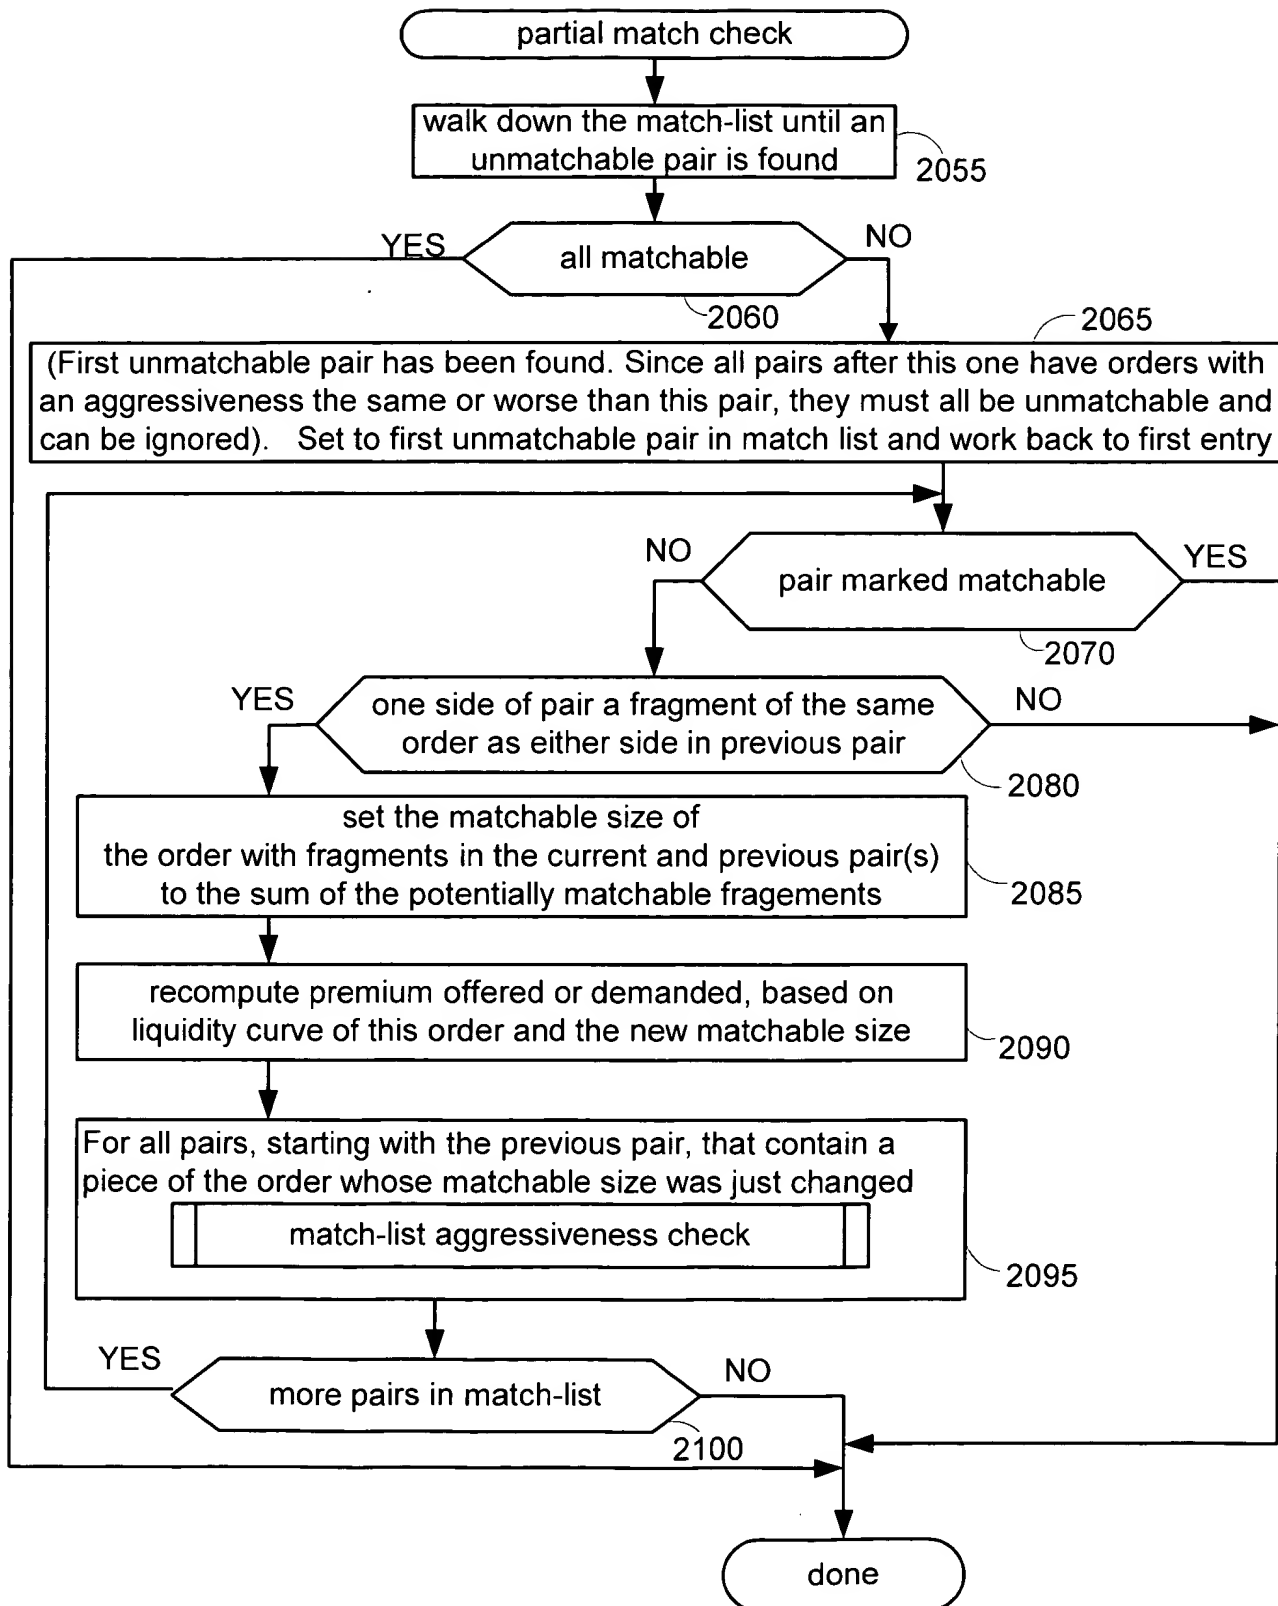 partial match check
walk down the match-list until an
unmatchable pair is found
2055
YES
NO
all matchable
2060
2065
(First unmatchable pair has been found. Since all pairs after this one have orders with
an aggressiveness the same or worse than this pair, they must all be unmatchable and
can be ignored). Set to first unmatchable pair in match list and work back to first entry
NO
YES
pair marked matchable
2070
YES
NO
one side of pair a fragment of the same
order as either side in previous pair
2080
set the matchable size of
the order with fragments in the current and previous pair(s)
to the sum of the potentially matchable fragements
2085
recompute premium offered or demanded, based on
liquidity curve of this order and the new matchable size
2090
For all pairs, starting with the previous pair, that contain a
piece of the order whose matchable size was just changed
match-list aggressiveness check
2095
YES
NO
more pairs in match-list
2100
done